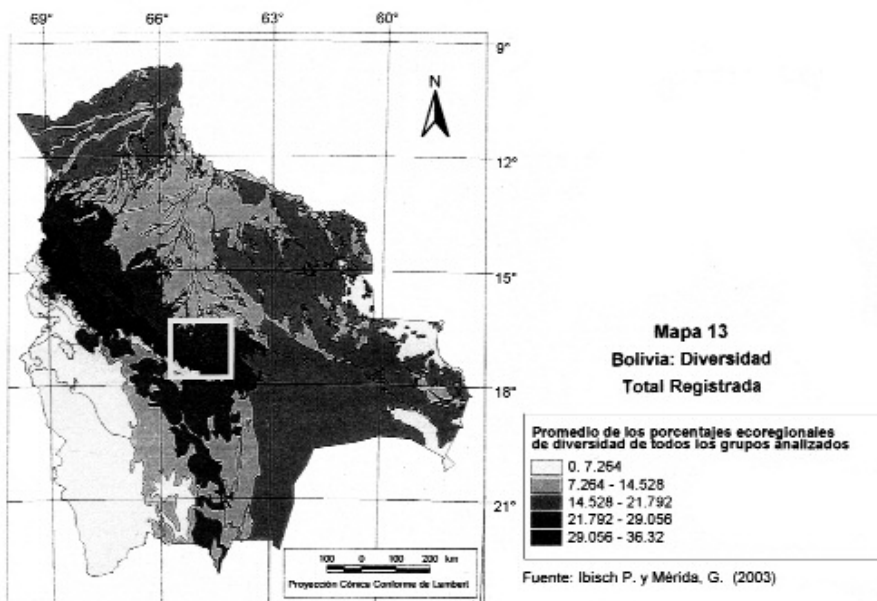 69° 66° 63° 60°
9°
N
12°
15°
18°
21°
100 0 100 200 km
Proyección Cónica Conforme de Lambert
Mapa 13
Bolivia: Diversidad
Total Registrada
Promedio de los porcentajes ecoregionales
de diversidad de todos los grupos analizados
0. 7.264
7.264 - 14.528
14.528 - 21.792
21.792 - 29.056
29.056 - 36.32
Fuente: Ibisch P. y Mérida, G. (2003)